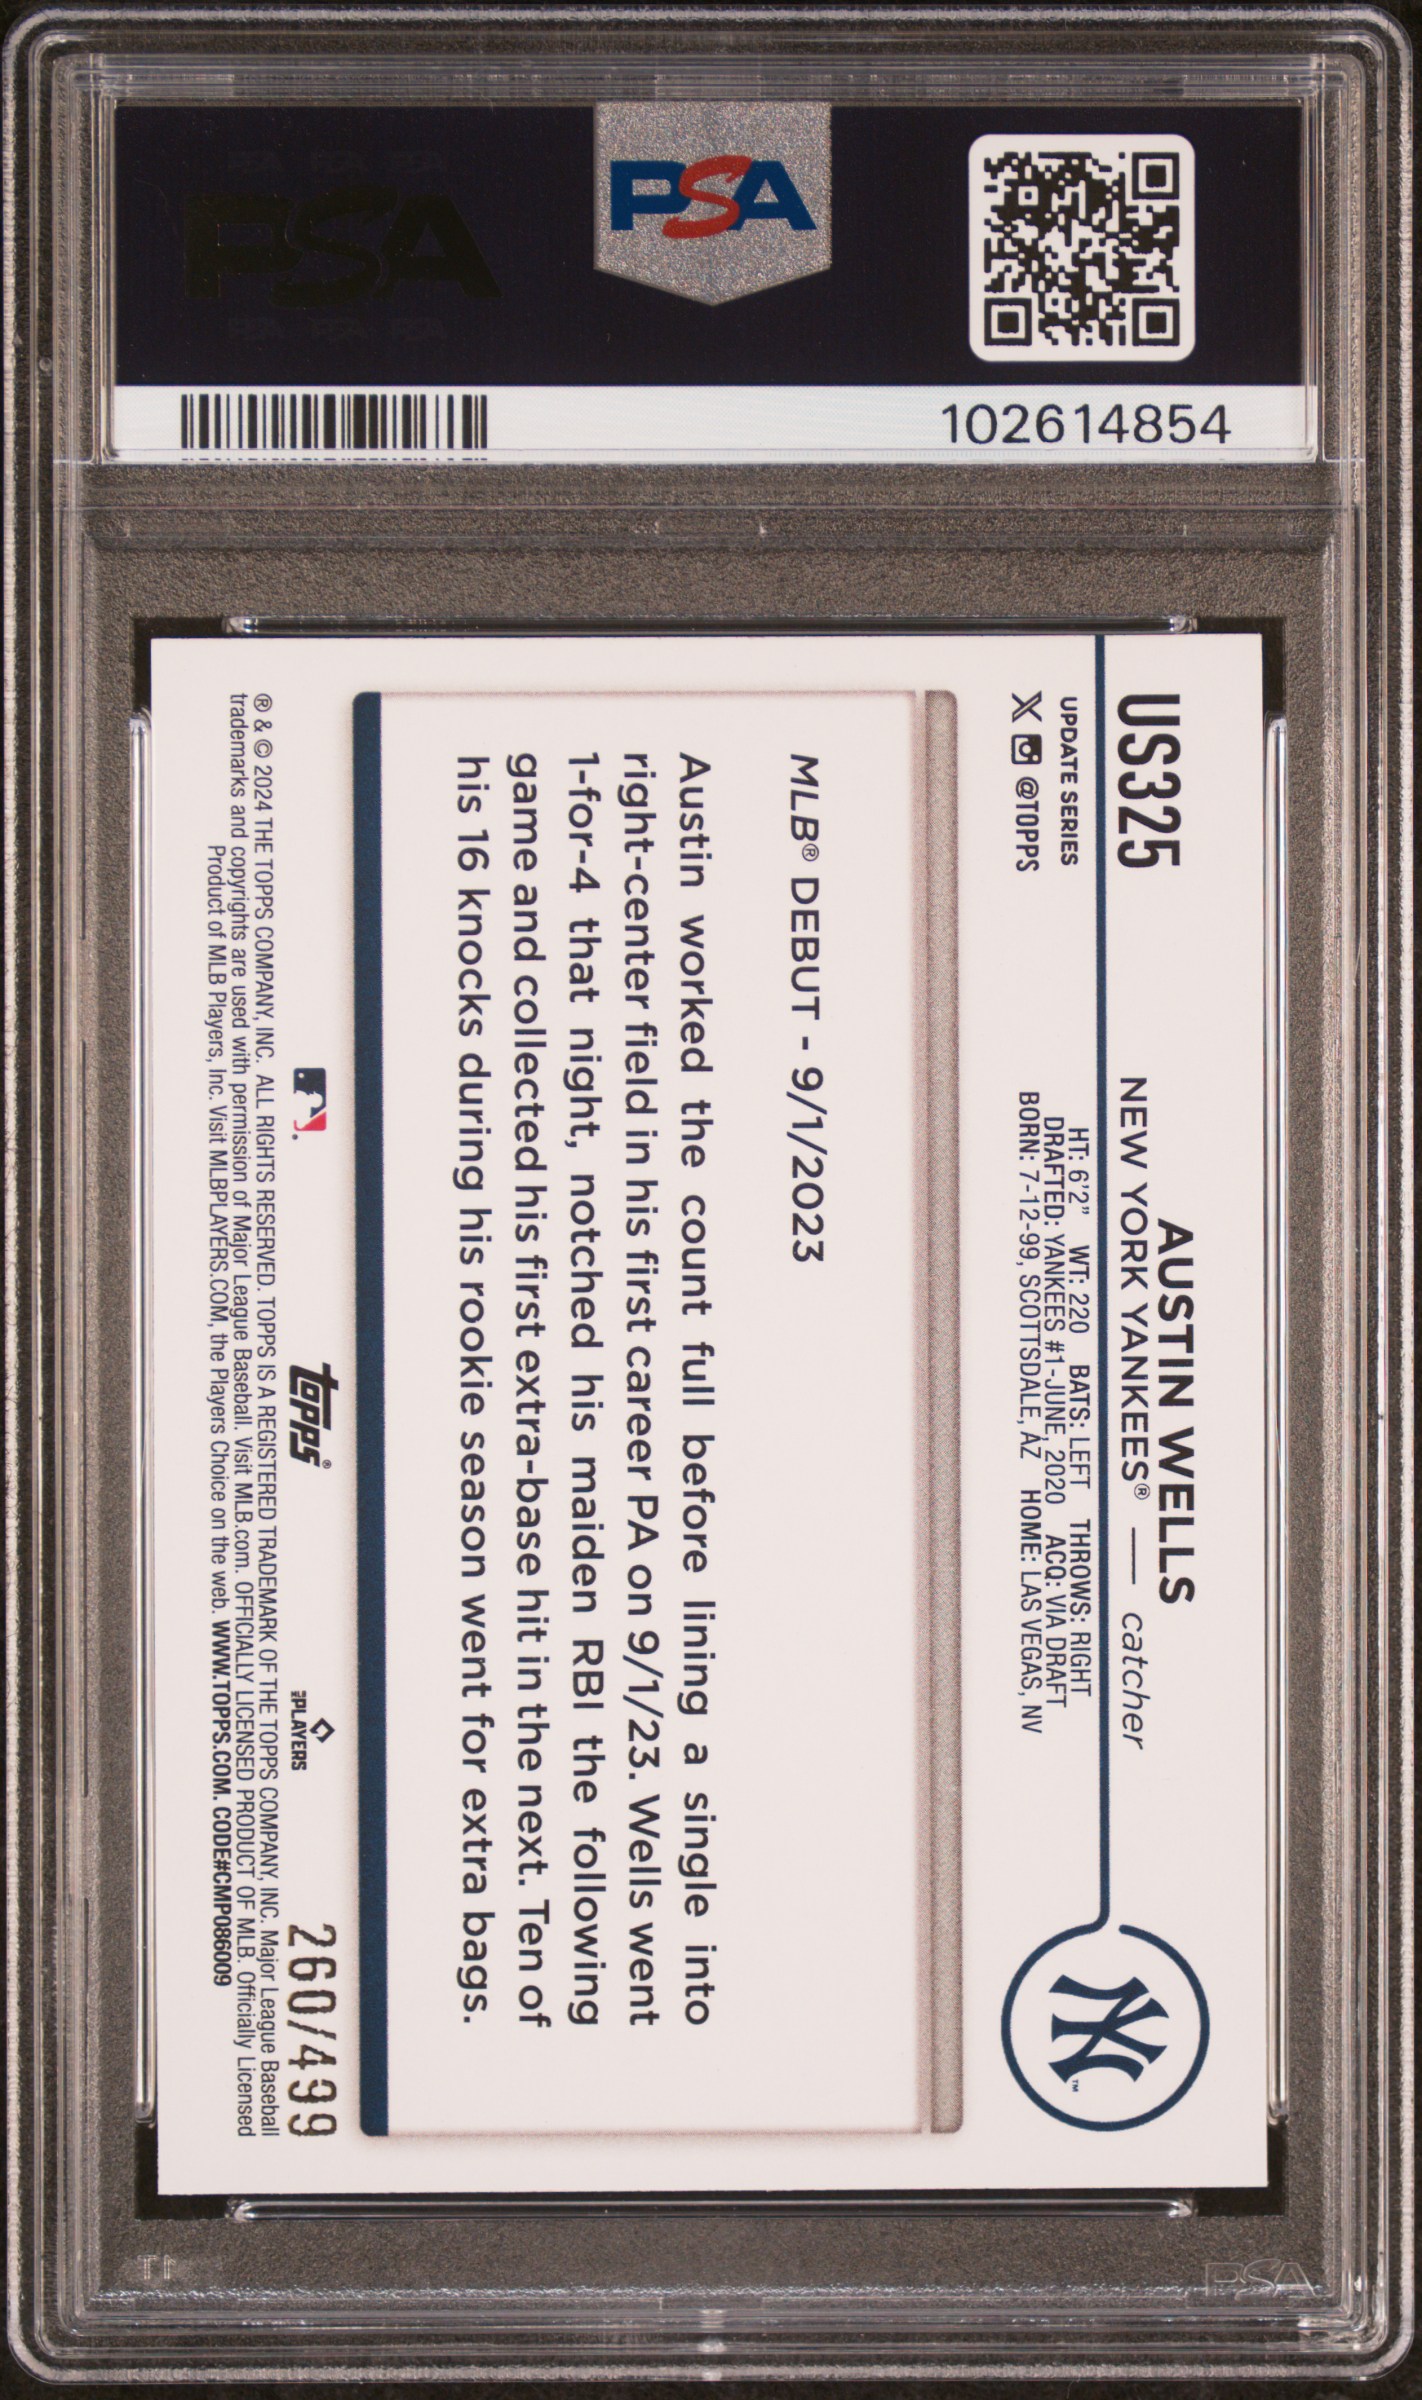 PSA
PSA
102614854
US325
AUSTIN WELLS
NEW YORK YANKEES® — catcher
UPDATE SERIES
X @TOPPS
HT: 6'2" WT: 220 BATS: LEFT THROWS: RIGHT
DRAFTED: YANKEES #1-JUNE, 2020 ACQ: VIA DRAFT
BORN: 7-12-99, SCOTTSDALE, AZ HOME: LAS VEGAS, NV
NY™
MLB® DEBUT - 9/1/2023
Austin worked the count full before lining a single into
right-center field in his first career PA on 9/1/23. Wells went
1-for-4 that night, notched his maiden RBI the following
game and collected his first extra-base hit in the next. Ten of
his 16 knocks during his rookie season went for extra bags.
topps®
MLB PLAYERS
260/499
® & © 2024 THE TOPPS COMPANY, INC. ALL RIGHTS RESERVED. TOPPS IS A REGISTERED TRADEMARK OF THE TOPPS COMPANY, INC. Major League Baseball
trademarks and copyrights are used with permission of Major League Baseball. Visit MLB.com. OFFICIALLY LICENSED PRODUCT OF MLB. Officially Licensed
Product of MLB Players, Inc. Visit MLBPLAYERS.COM, the Players Choice on the web. WWW.TOPPS.COM. CODE#CMP086009
PSA